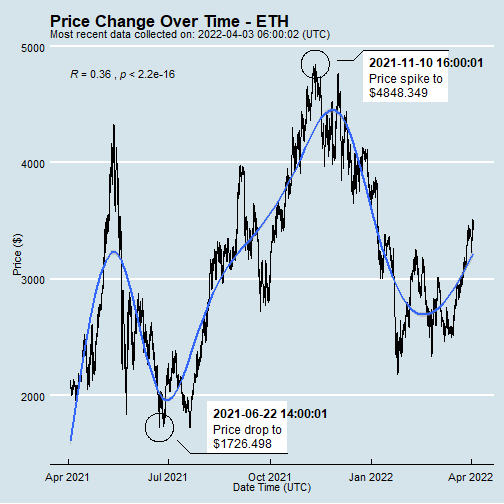 Price Change Over Time - ETH
Most recent data collected on: 2022-04-03 06:00:02 (UTC)
5000
R = 0.36 , p < 2.2e-16
2021-11-10 16:00:01
Price spike to
$4848.349
4000
Price ($)
3000
2000
2021-06-22 14:00:01
Price drop to
$1726.498
Apr 2021
Jul 2021
Oct 2021
Jan 2022
Apr 2022
Date Time (UTC)